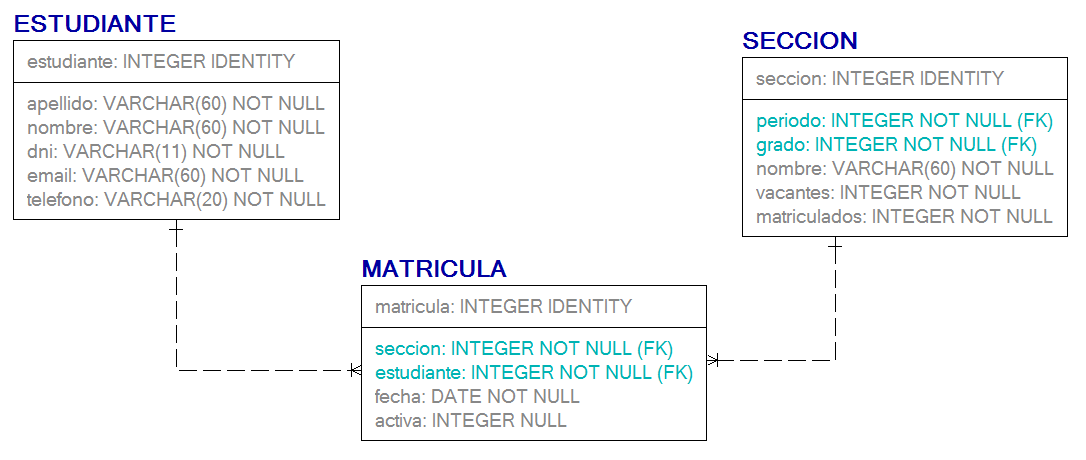 ESTUDIANTE
estudiante: INTEGER IDENTITY
apellido: VARCHAR(60) NOT NULL
nombre: VARCHAR(60) NOT NULL
dni: VARCHAR(11) NOT NULL
email: VARCHAR(60) NOT NULL
telefono: VARCHAR(20) NOT NULL
SECCION
seccion: INTEGER IDENTITY
periodo: INTEGER NOT NULL (FK)
grado: INTEGER NOT NULL (FK)
nombre: VARCHAR(60) NOT NULL
vacantes: INTEGER NOT NULL
matriculados: INTEGER NOT NULL
MATRICULA
matricula: INTEGER IDENTITY
seccion: INTEGER NOT NULL (FK)
estudiante: INTEGER NOT NULL (FK)
fecha: DATE NOT NULL
activa: INTEGER NULL